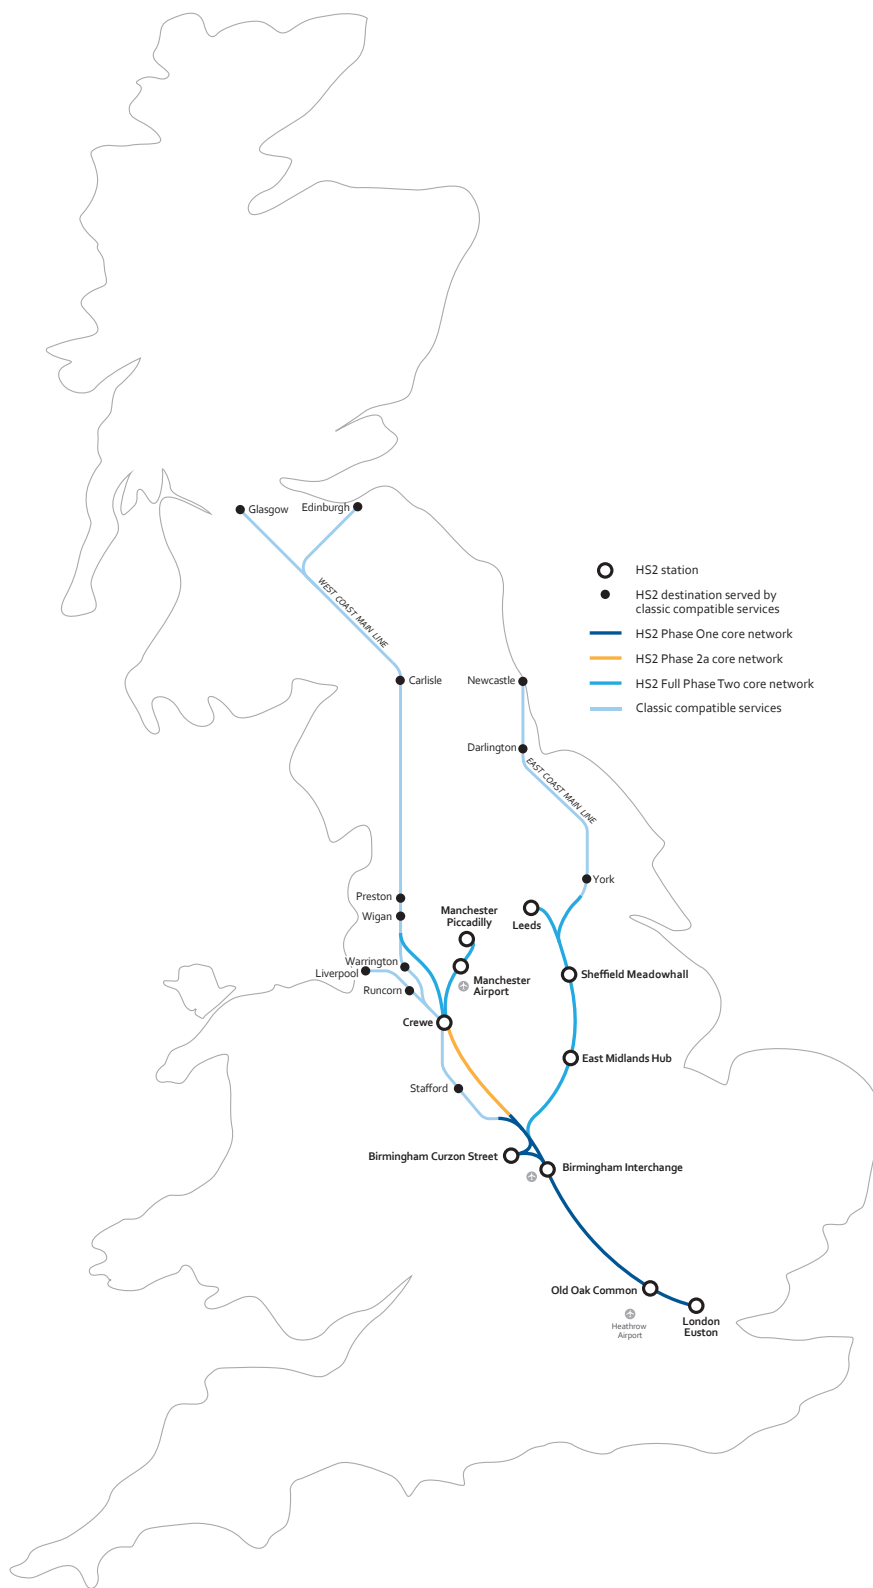 Glasgow
Edinburgh
WEST COAST MAIN LINE
HS2 station
HS2 destination served by
classic compatible services
HS2 Phase One core network
HS2 Phase 2a core network
HS2 Full Phase Two core network
Classic compatible services
Carlisle
Newcastle
Darlington
EAST COAST MAIN LINE
York
Preston
Wigan
Manchester
Piccadilly
Leeds
Warrington
Liverpool
Runcorn
Manchester
Airport
Sheffield Meadowhall
Crewe
East Midlands Hub
Stafford
Birmingham Curzon Street
Birmingham Interchange
Old Oak Common
Heathrow
Airport
London
Euston